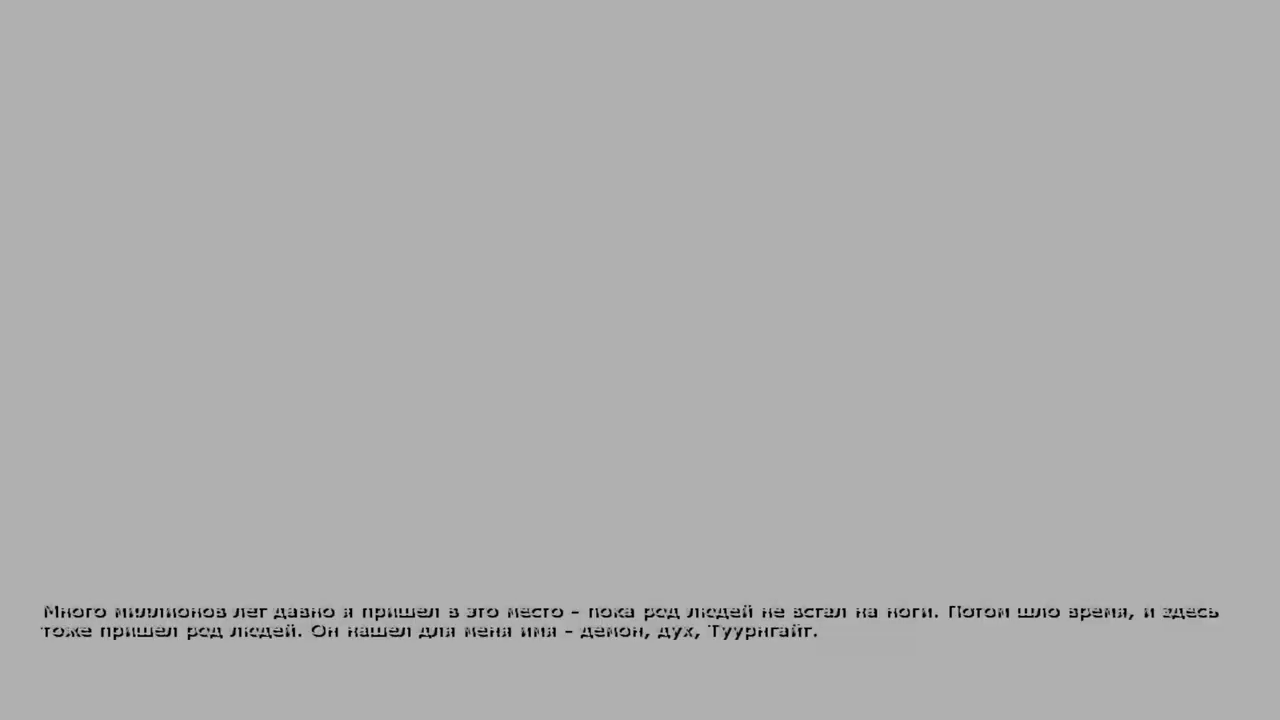 Много миллионов лет давно я пришел в это место - пока род людей не встал на ноги. Потом шло время, и здесь
тоже пришел род людей. Он нашел для меня имя - демон, дух, Туурнгайт.